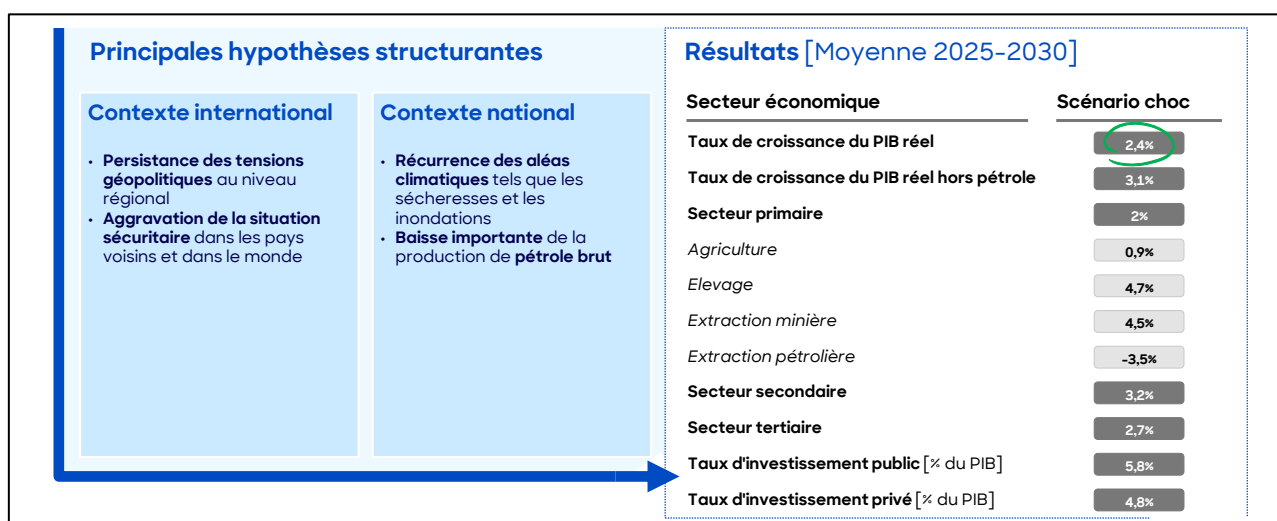 Principales hypothèses structurantes
Contexte international
• Persistance des tensions
géopolitiques au niveau
régional
• Aggravation de la situation
sécuritaire dans les pays
voisins et dans le monde
Contexte national
• Récurrence des aléas
climatiques tels que les
sécheresses et les
inondations
• Baisse importante de la
production de pétrole brut
Résultats [Moyenne 2025-2030]
Secteur économique Scénario choc
Taux de croissance du PIB réel 2,4%
Taux de croissance du PIB réel hors pétrole 3,1%
Secteur primaire 2%
Agriculture 0,9%
Elevage 4,7%
Extraction minière 4,5%
Extraction pétrolière -3,5%
Secteur secondaire 3,2%
Secteur tertiaire 2,7%
Taux d'investissement public [% du PIB] 5,8%
Taux d'investissement privé [% du PIB] 4,8%